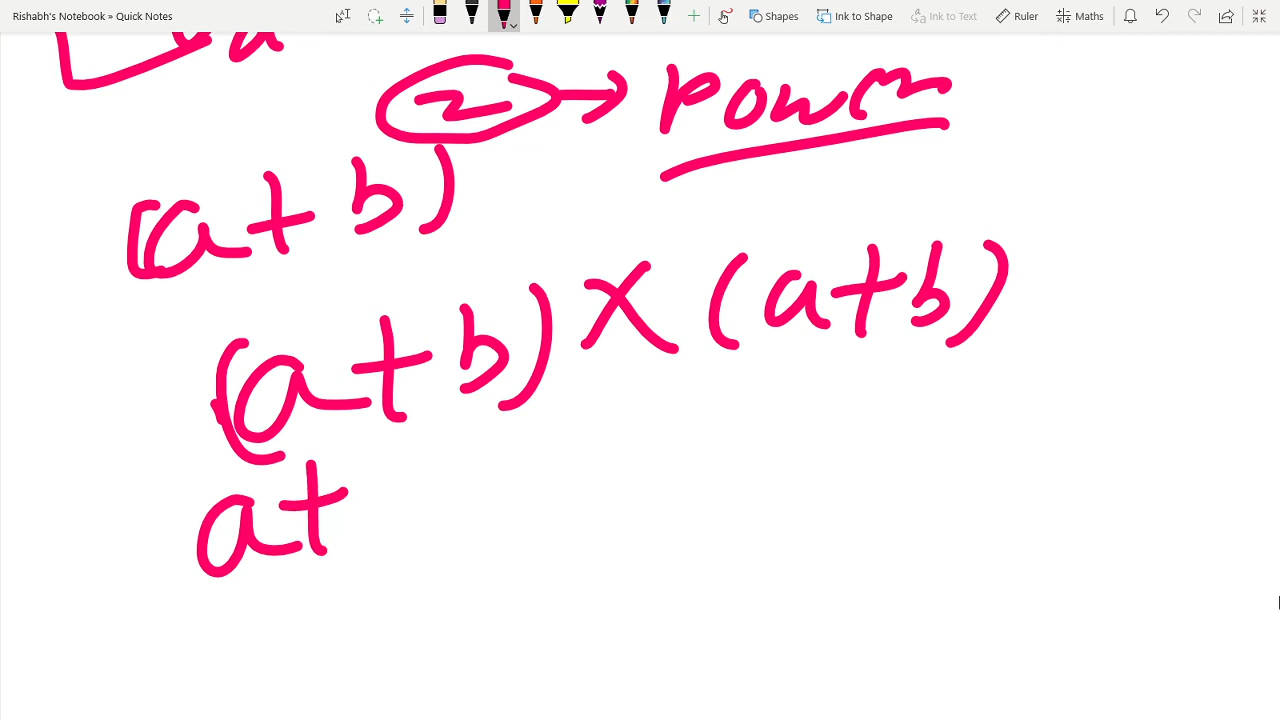 Rishabh's Notebook » Quick Notes
Shapes
Ink to Shape
Ink to Text
Ruler
Maths
a
2 → power
(a+b)
(a+b) × (a+b)
a+